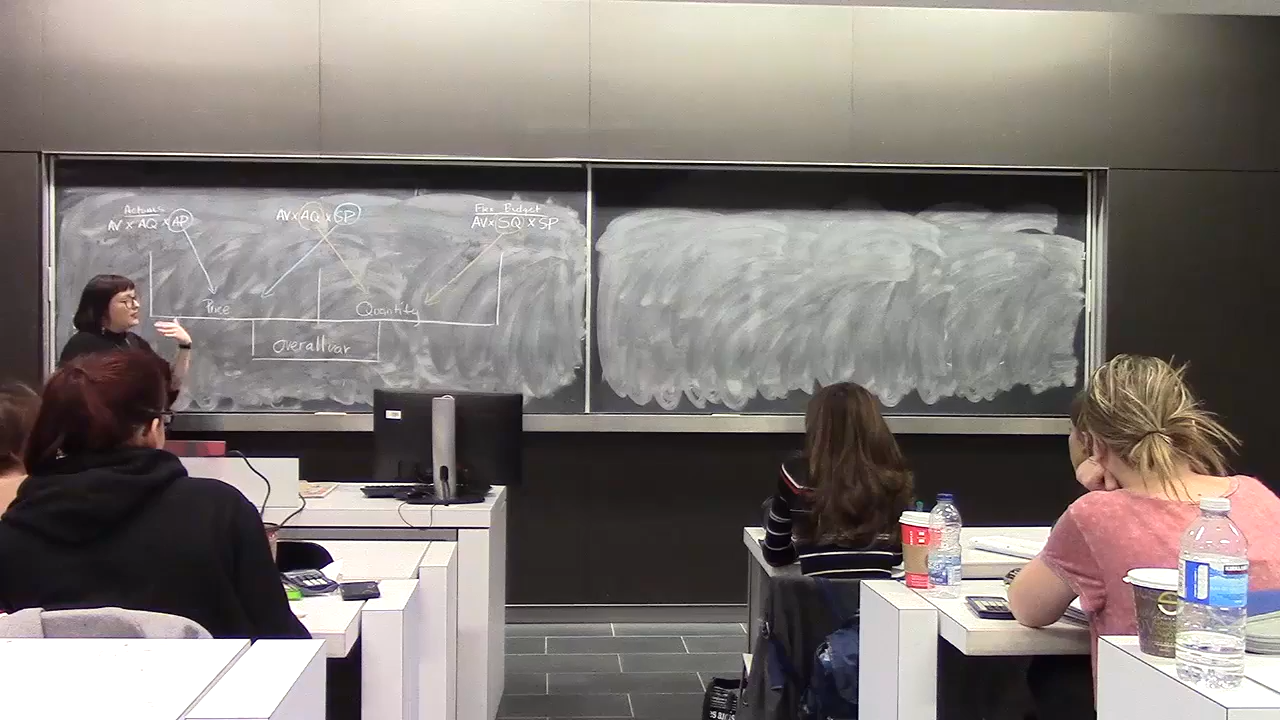 Actuals
AV x AQ x AP
AV x AQ x SP
Flex Budget
AV x SQ x SP
Price
Quantity
Overall var